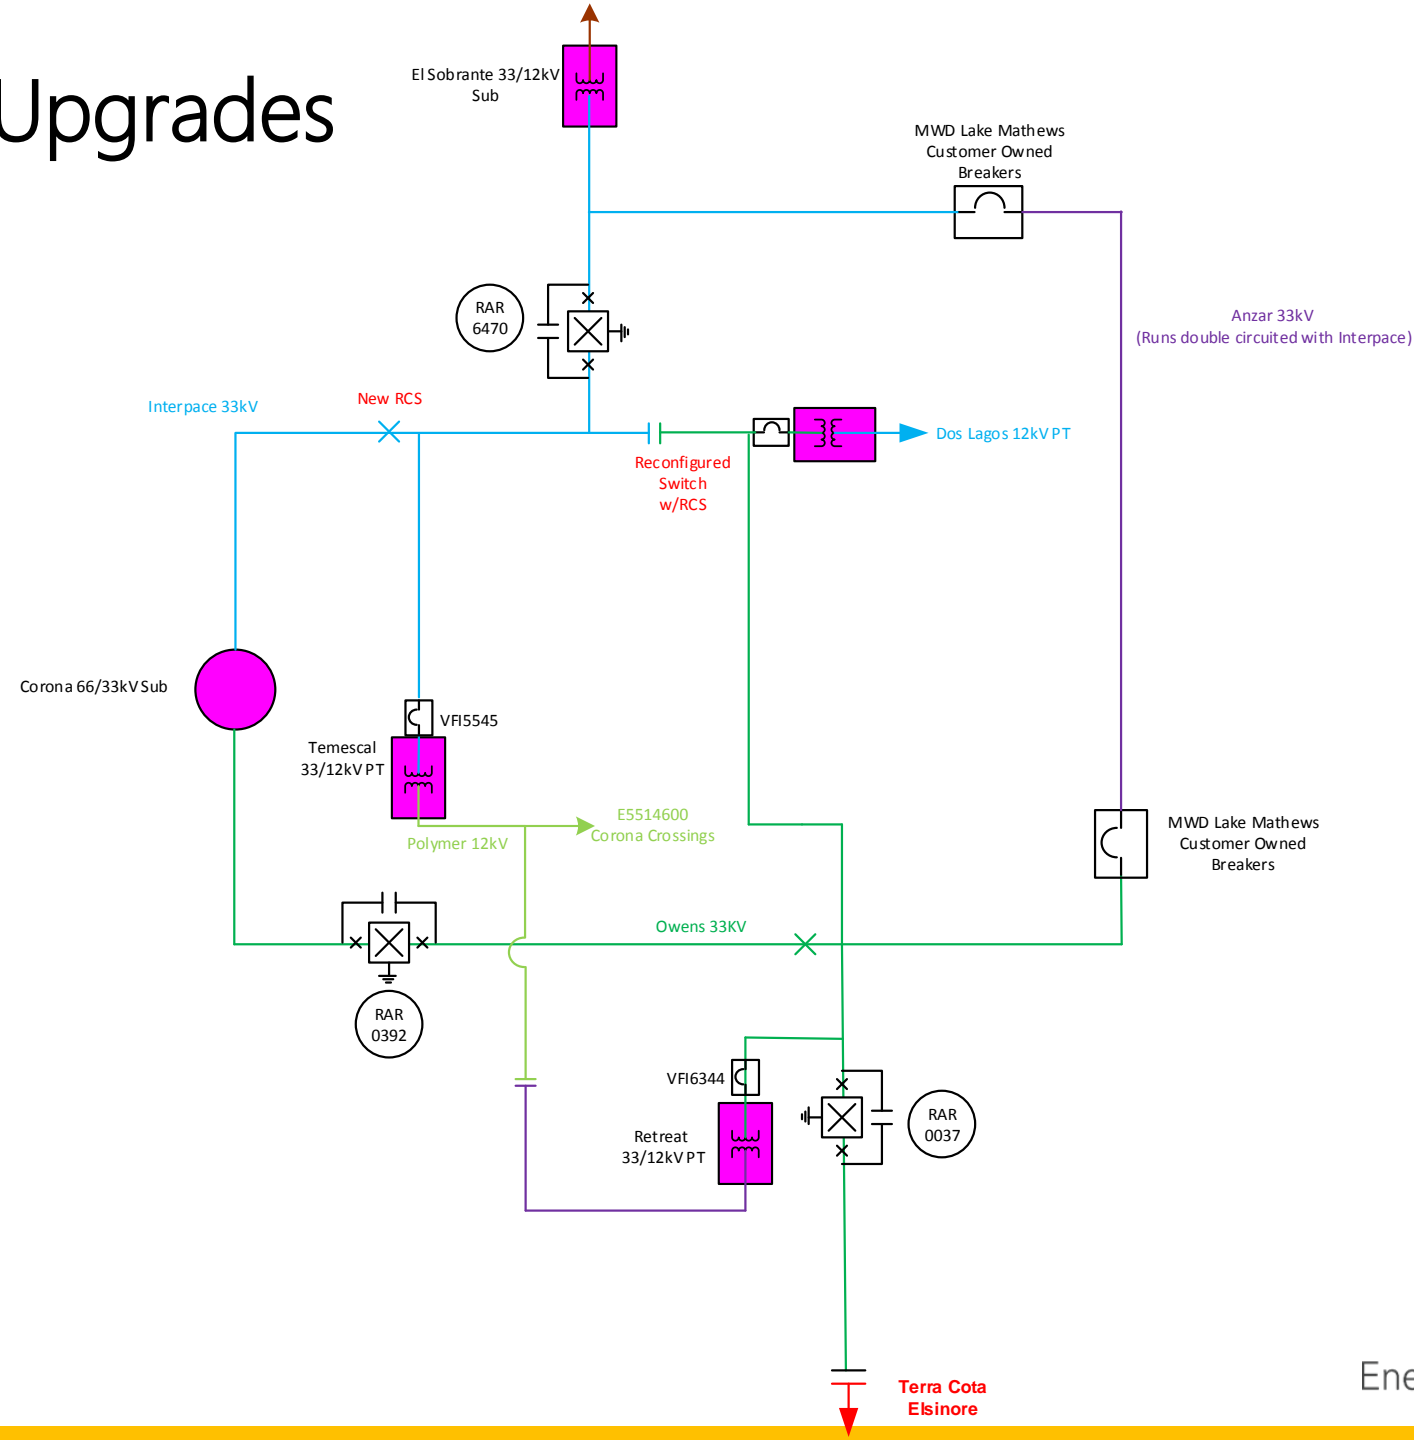 Upgrades
El Sobrante 33/12kV
Sub
MWD Lake Mathews
Customer Owned
Breakers
RAR
6470
Anzar 33kV
(Runs double circuited with Interpace)
Interpace 33kV
New RCS
Dos Lagos 12kV PT
Reconfigured
Switch
w/RCS
Corona 66/33kV Sub
VFI5545
Temescal
33/12kV PT
E5514600
Corona Crossings
Polymer 12kV
MWD Lake Mathews
Customer Owned
Breakers
Owens 33KV
RAR
0392
VFI6344
RAR
0037
Retreat
33/12kV PT
Terra Cota
Elsinore
Ene